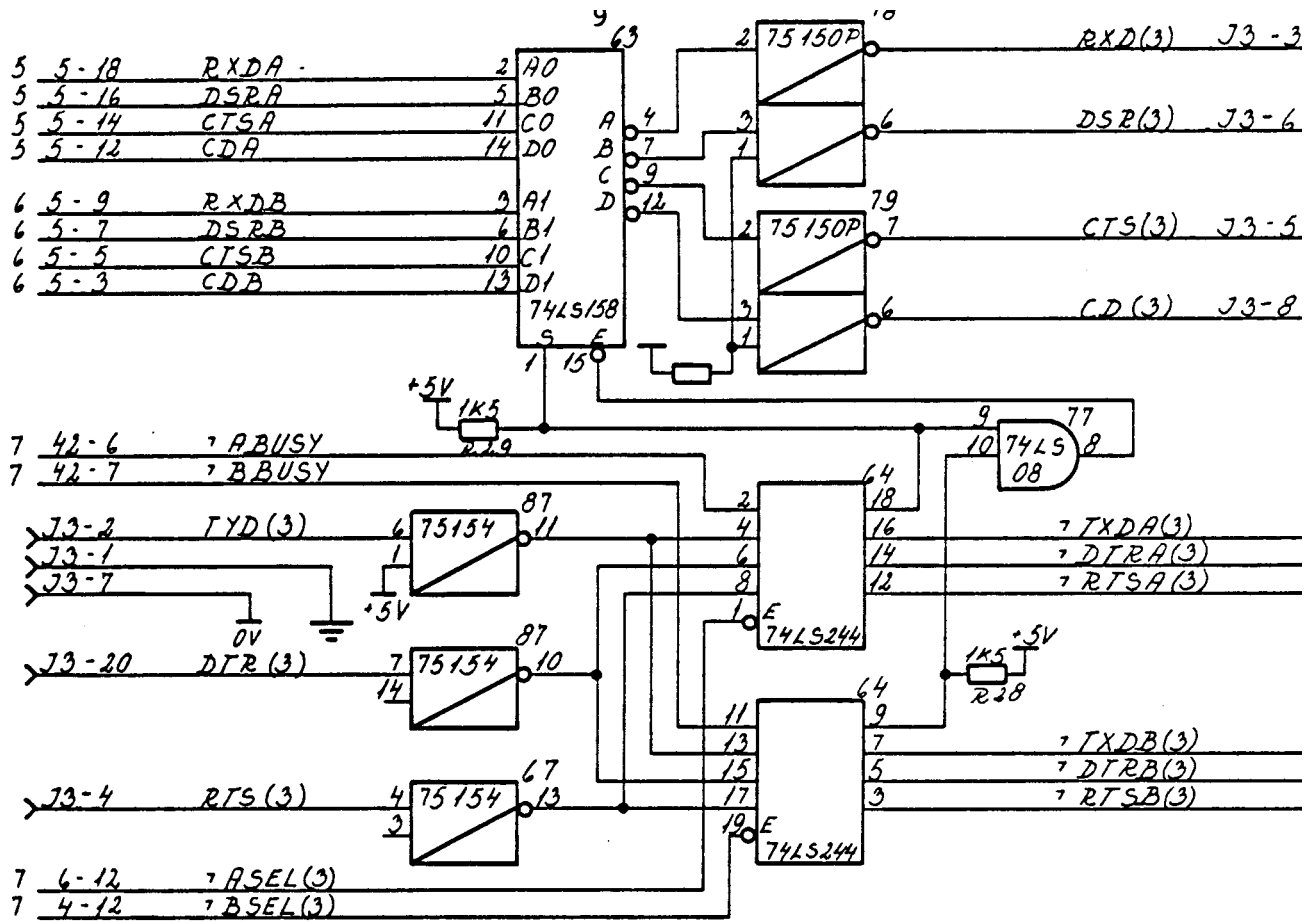 9
63
2 75150P 78 RXD(3) J3-3
5 5-18 RXDA 2 A0
5 5-16 DSRA 5 B0
5 5-14 CTSA 11 C0 A 4
3 6 DSR(3) J3-6
5 5-12 CDA 14 D0 B 7
1
C 9
D 12
79
6 5-9 RXDB 3 A1
6 5-7 DSRB 6 B1
2 75150P 7 CTS(3) J3-5
6 5-5 CTSB 10 C1
6 5-3 CDB 13 D1
74LS158
3 6 CD(3) J3-8
S E
1 15
1
+5V 1K5
R29
9 77
10 74LS 08 8
7 42-6 ¬ABUSY
7 42-7 ¬BBUSY
64
2 18
J3-2 TYD(3) 6 75154 87 11
4 16 ¬TXDA(3)
J3-1 1
6 14 ¬DTRA(3)
J3-7
8 12 ¬RTSA(3)
+5V
0V
1 E
74LS244
J3-20 DTR(3) 7 75154 87 10
14
1K5 +5V
R28
64
11 9
13 7 ¬TXDB(3)
15 5 ¬DTRB(3)
J3-4 RTS(3) 4 75154 67 13
17 3 ¬RTSB(3)
3
19 E
74LS244
7 6-12 ¬ASEL(3)
7 4-12 ¬BSEL(3)